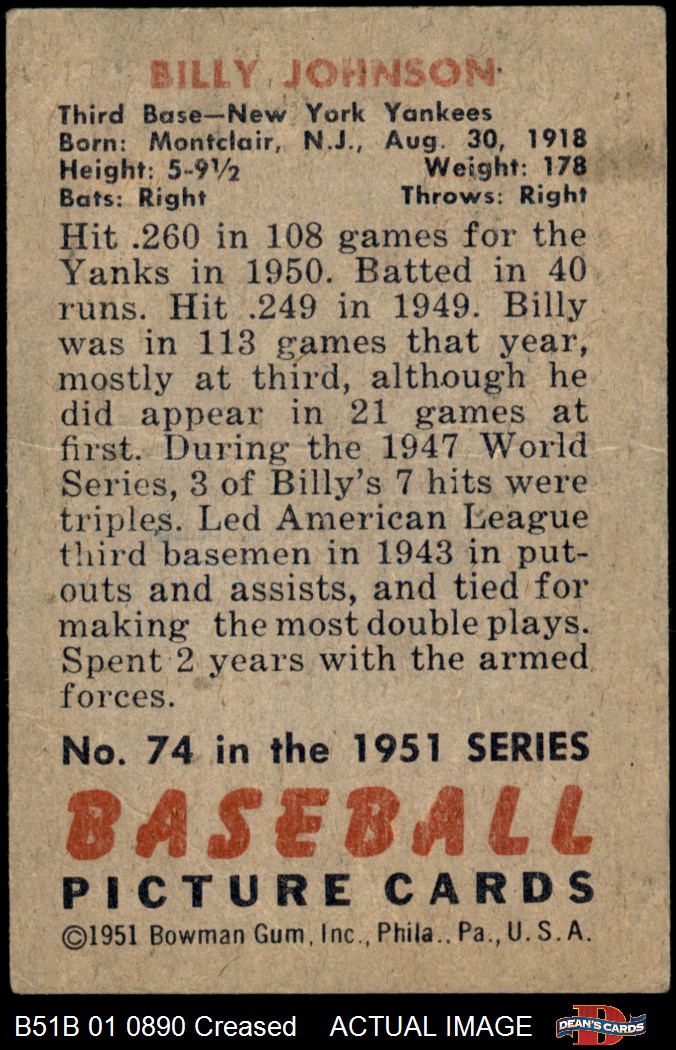 BILLY JOHNSON
Third Base—New York Yankees
Born: Montclair, N.J., Aug. 30, 1918
Height: 5-9½ Weight: 178
Bats: Right Throws: Right
Hit .260 in 108 games for the
Yanks in 1950. Batted in 40
runs. Hit .249 in 1949. Billy
was in 113 games that year,
mostly at third, although he
did appear in 21 games at
first. During the 1947 World
Series, 3 of Billy's 7 hits were
triples. Led American League
third basemen in 1943 in put-
outs and assists, and tied for
making the most double plays.
Spent 2 years with the armed
forces.
No. 74 in the 1951 SERIES
BASEBALL
PICTURE CARDS
©1951 Bowman Gum, Inc., Phila.. Pa., U. S. A.
B51B 01 0890 Creased ACTUAL IMAGE DEAN'S CARDS